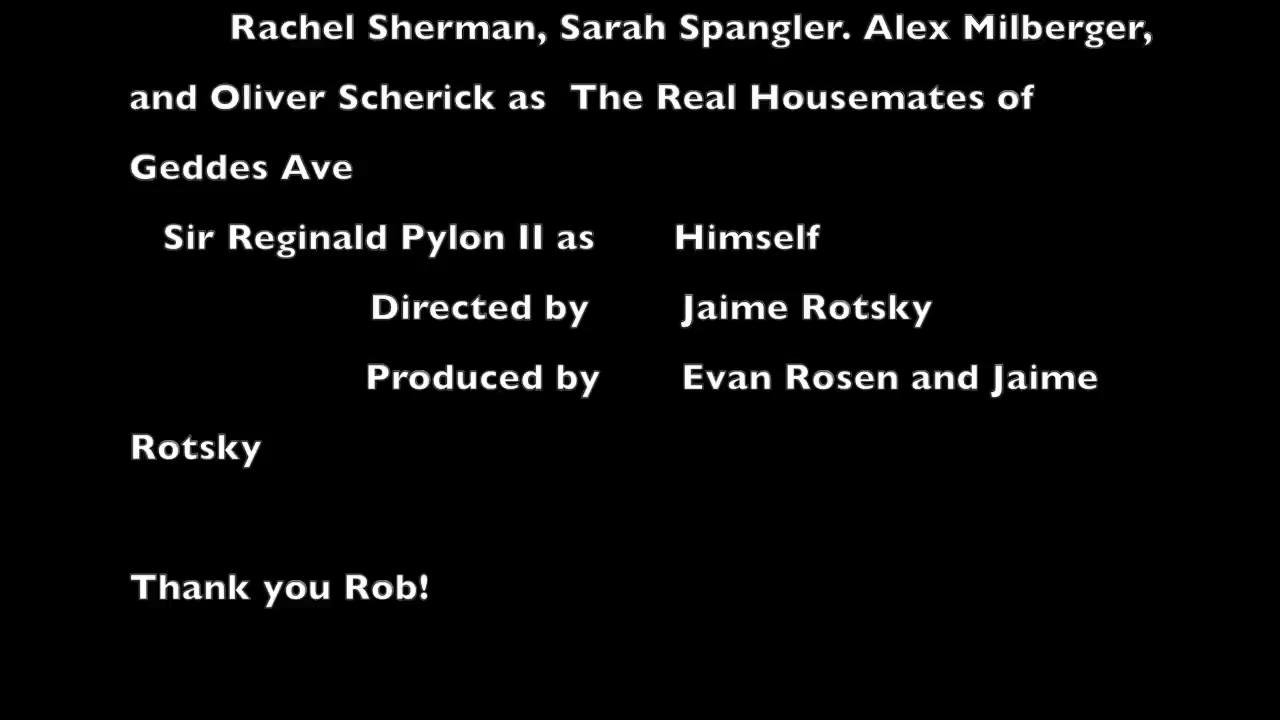 Rachel Sherman, Sarah Spangler. Alex Milberger,
and Oliver Scherick as The Real Housemates of
Geddes Ave
Sir Reginald Pylon II as Himself
Directed by Jaime Rotsky
Produced by Evan Rosen and Jaime
Rotsky
Thank you Rob!